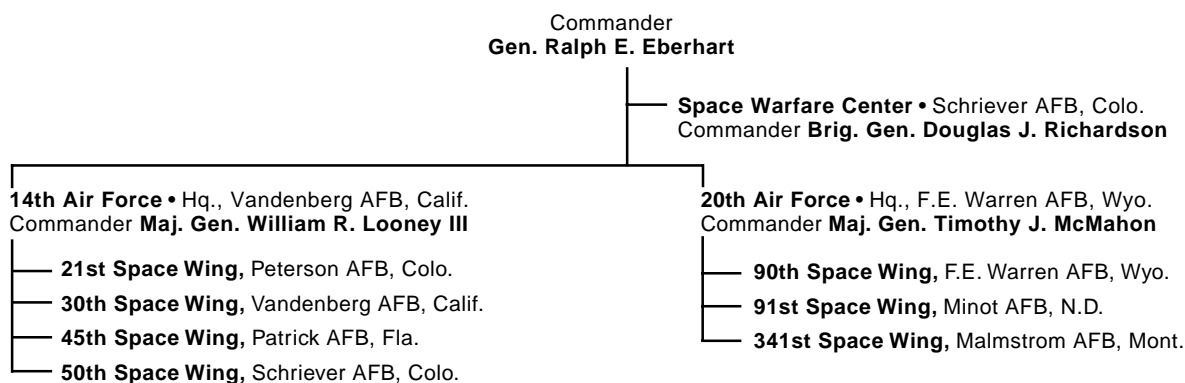 Commander
Gen. Ralph E. Eberhart
Space Warfare Center • Schriever AFB, Colo.
Commander Brig. Gen. Douglas J. Richardson
14th Air Force • Hq., Vandenberg AFB, Calif.
Commander Maj. Gen. William R. Looney III
21st Space Wing, Peterson AFB, Colo.
30th Space Wing, Vandenberg AFB, Calif.
45th Space Wing, Patrick AFB, Fla.
50th Space Wing, Schriever AFB, Colo.
20th Air Force • Hq., F.E. Warren AFB, Wyo.
Commander Maj. Gen. Timothy J. McMahon
90th Space Wing, F.E. Warren AFB, Wyo.
91st Space Wing, Minot AFB, N.D.
341st Space Wing, Malmstrom AFB, Mont.